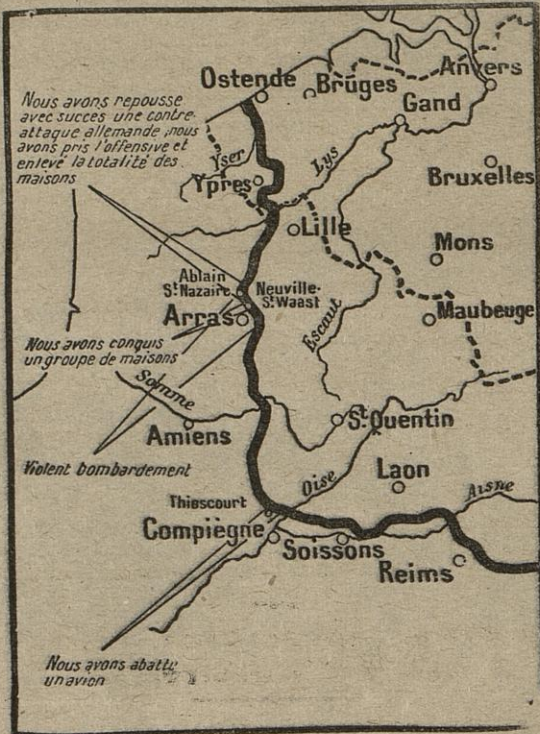 Ostende
Brüges
Anvers
Gand
Nous avons repousse
avec succes une contre-
attaque allemande, nous
avons pris l'offensive et
enlevé la totalité des
maisons
Yser
Lys
Ypres
Bruxelles
Lille
Mons
Ablain
St Nazaire
Neuville-
St Waast
Arras
Escaut
Maubeuge
Nous avons conquis
un groupe de maisons
Somme
Amiens
St Quentin
Violent bombardement
Oise
Laon
Aisne
Thiescourt
Compiègne
Soissons
Reims
Nous avons abattu
un avion